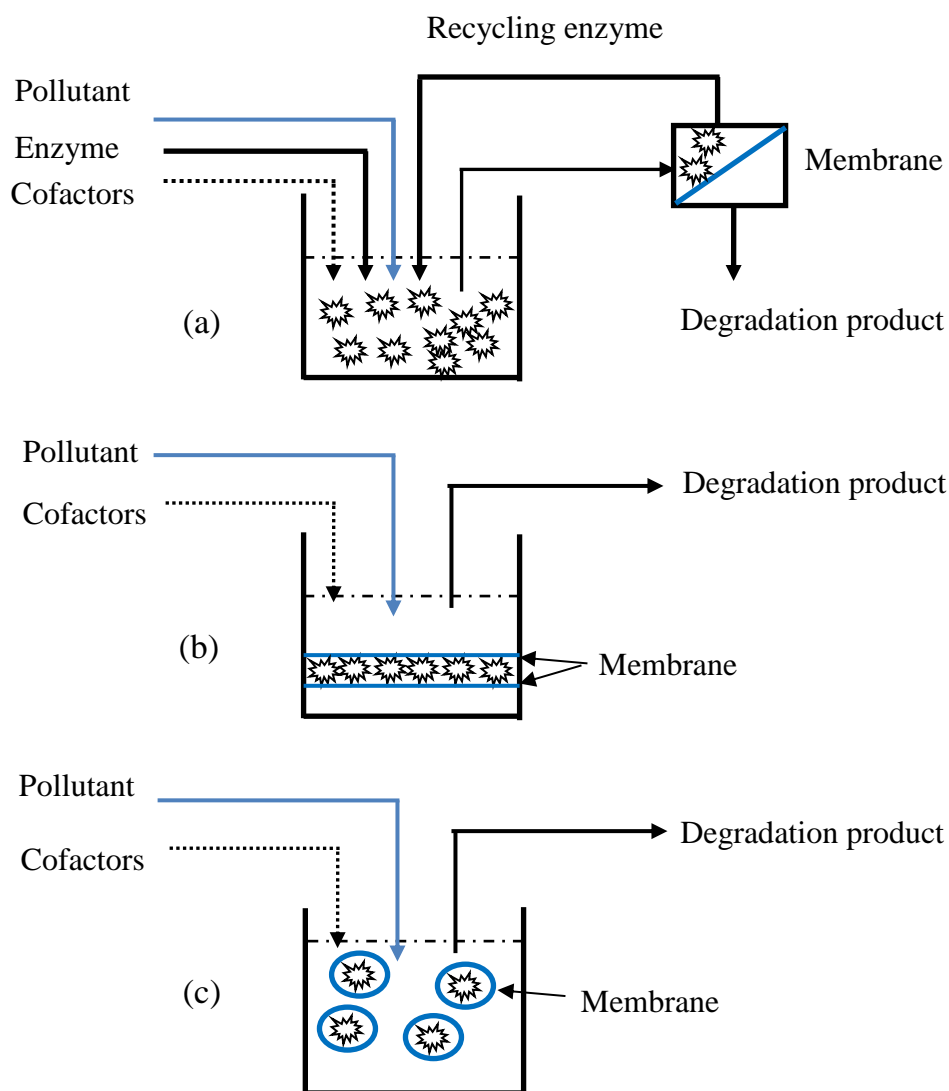 Recycling enzyme
Pollutant
Enzyme
Cofactors
Membrane
(a)
Degradation product
Pollutant
Cofactors
Degradation product
(b)
Membrane
Pollutant
Cofactors
Degradation product
(c)
Membrane